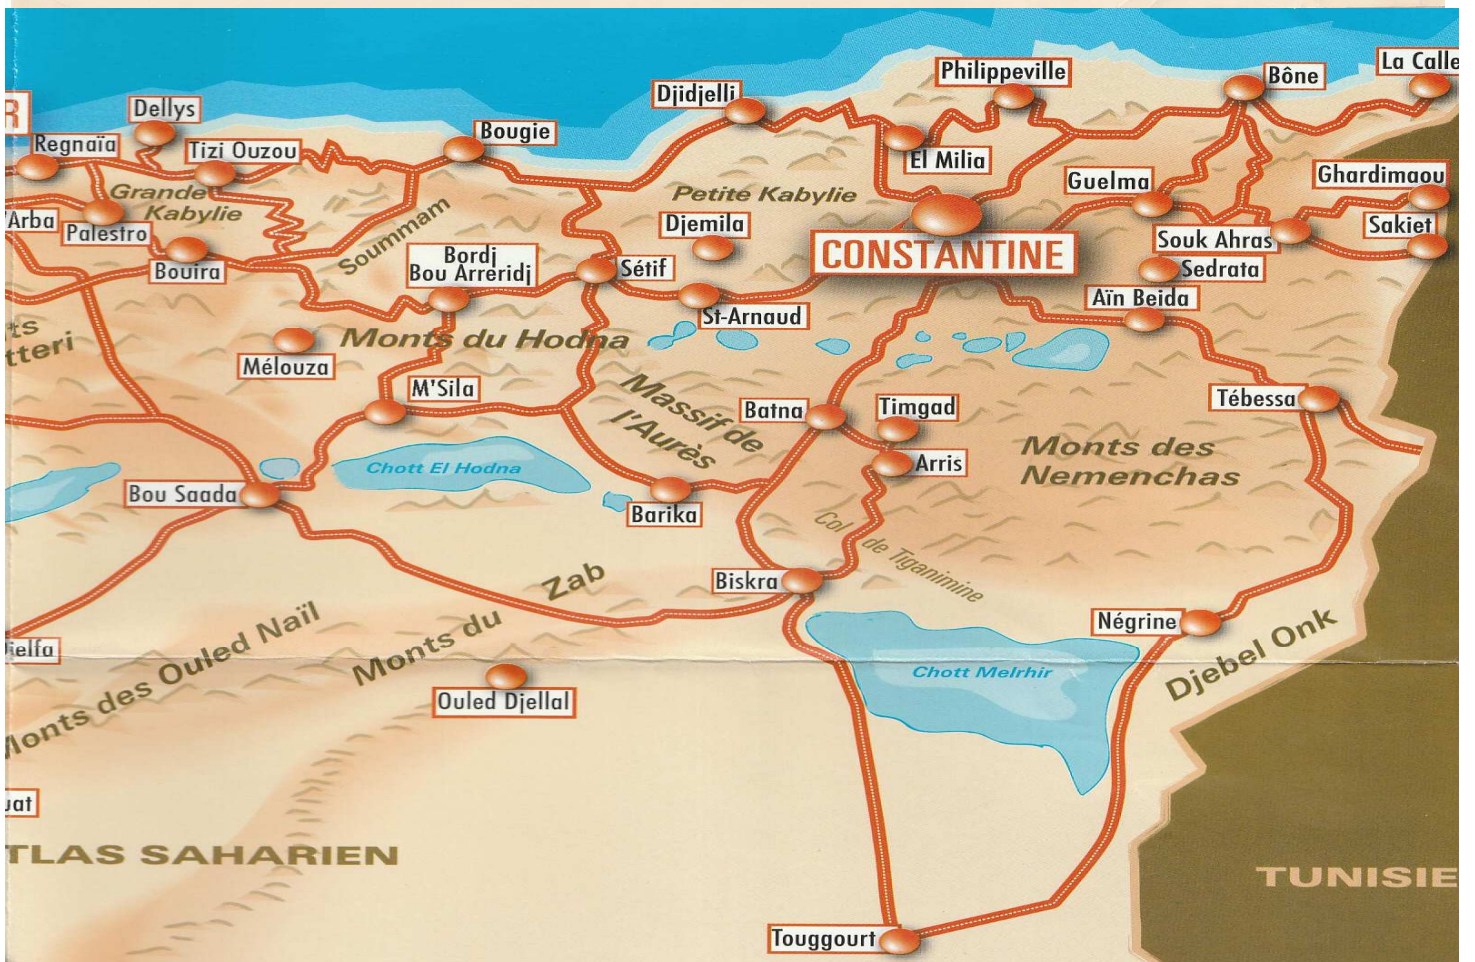 La Calle
Philippeville
Bône
Djidjelli
Dellys
R
Bougie
Regnaïa
Tizi Ouzou
El Milia
Ghardimaou
Guelma
Grande
Kabylie
Petite Kabylie
'Arba
Palestro
Djemila
Sakiet
Soummam
Souk Ahras
CONSTANTINE
Bordj
Bou Arreridj
Bouira
Sétif
Sedrata
Aïn Beida
St-Arnaud
ts
tteri
Monts du Hodna
Mélouza
M'Sila
Massif de
l'Aurès
Batna
Timgad
Tébessa
Monts des
Nemenchas
Arris
Chott El Hodna
Bou Saada
Barika
Col de Tiganimine
Biskra
Zab
Monts du
Négrine
Djebel Onk
Djelfa
Monts des Ouled Naïl
Chott Melrhir
Ouled Djellal
uat
TLAS SAHARIEN
TUNISIE
Touggourt